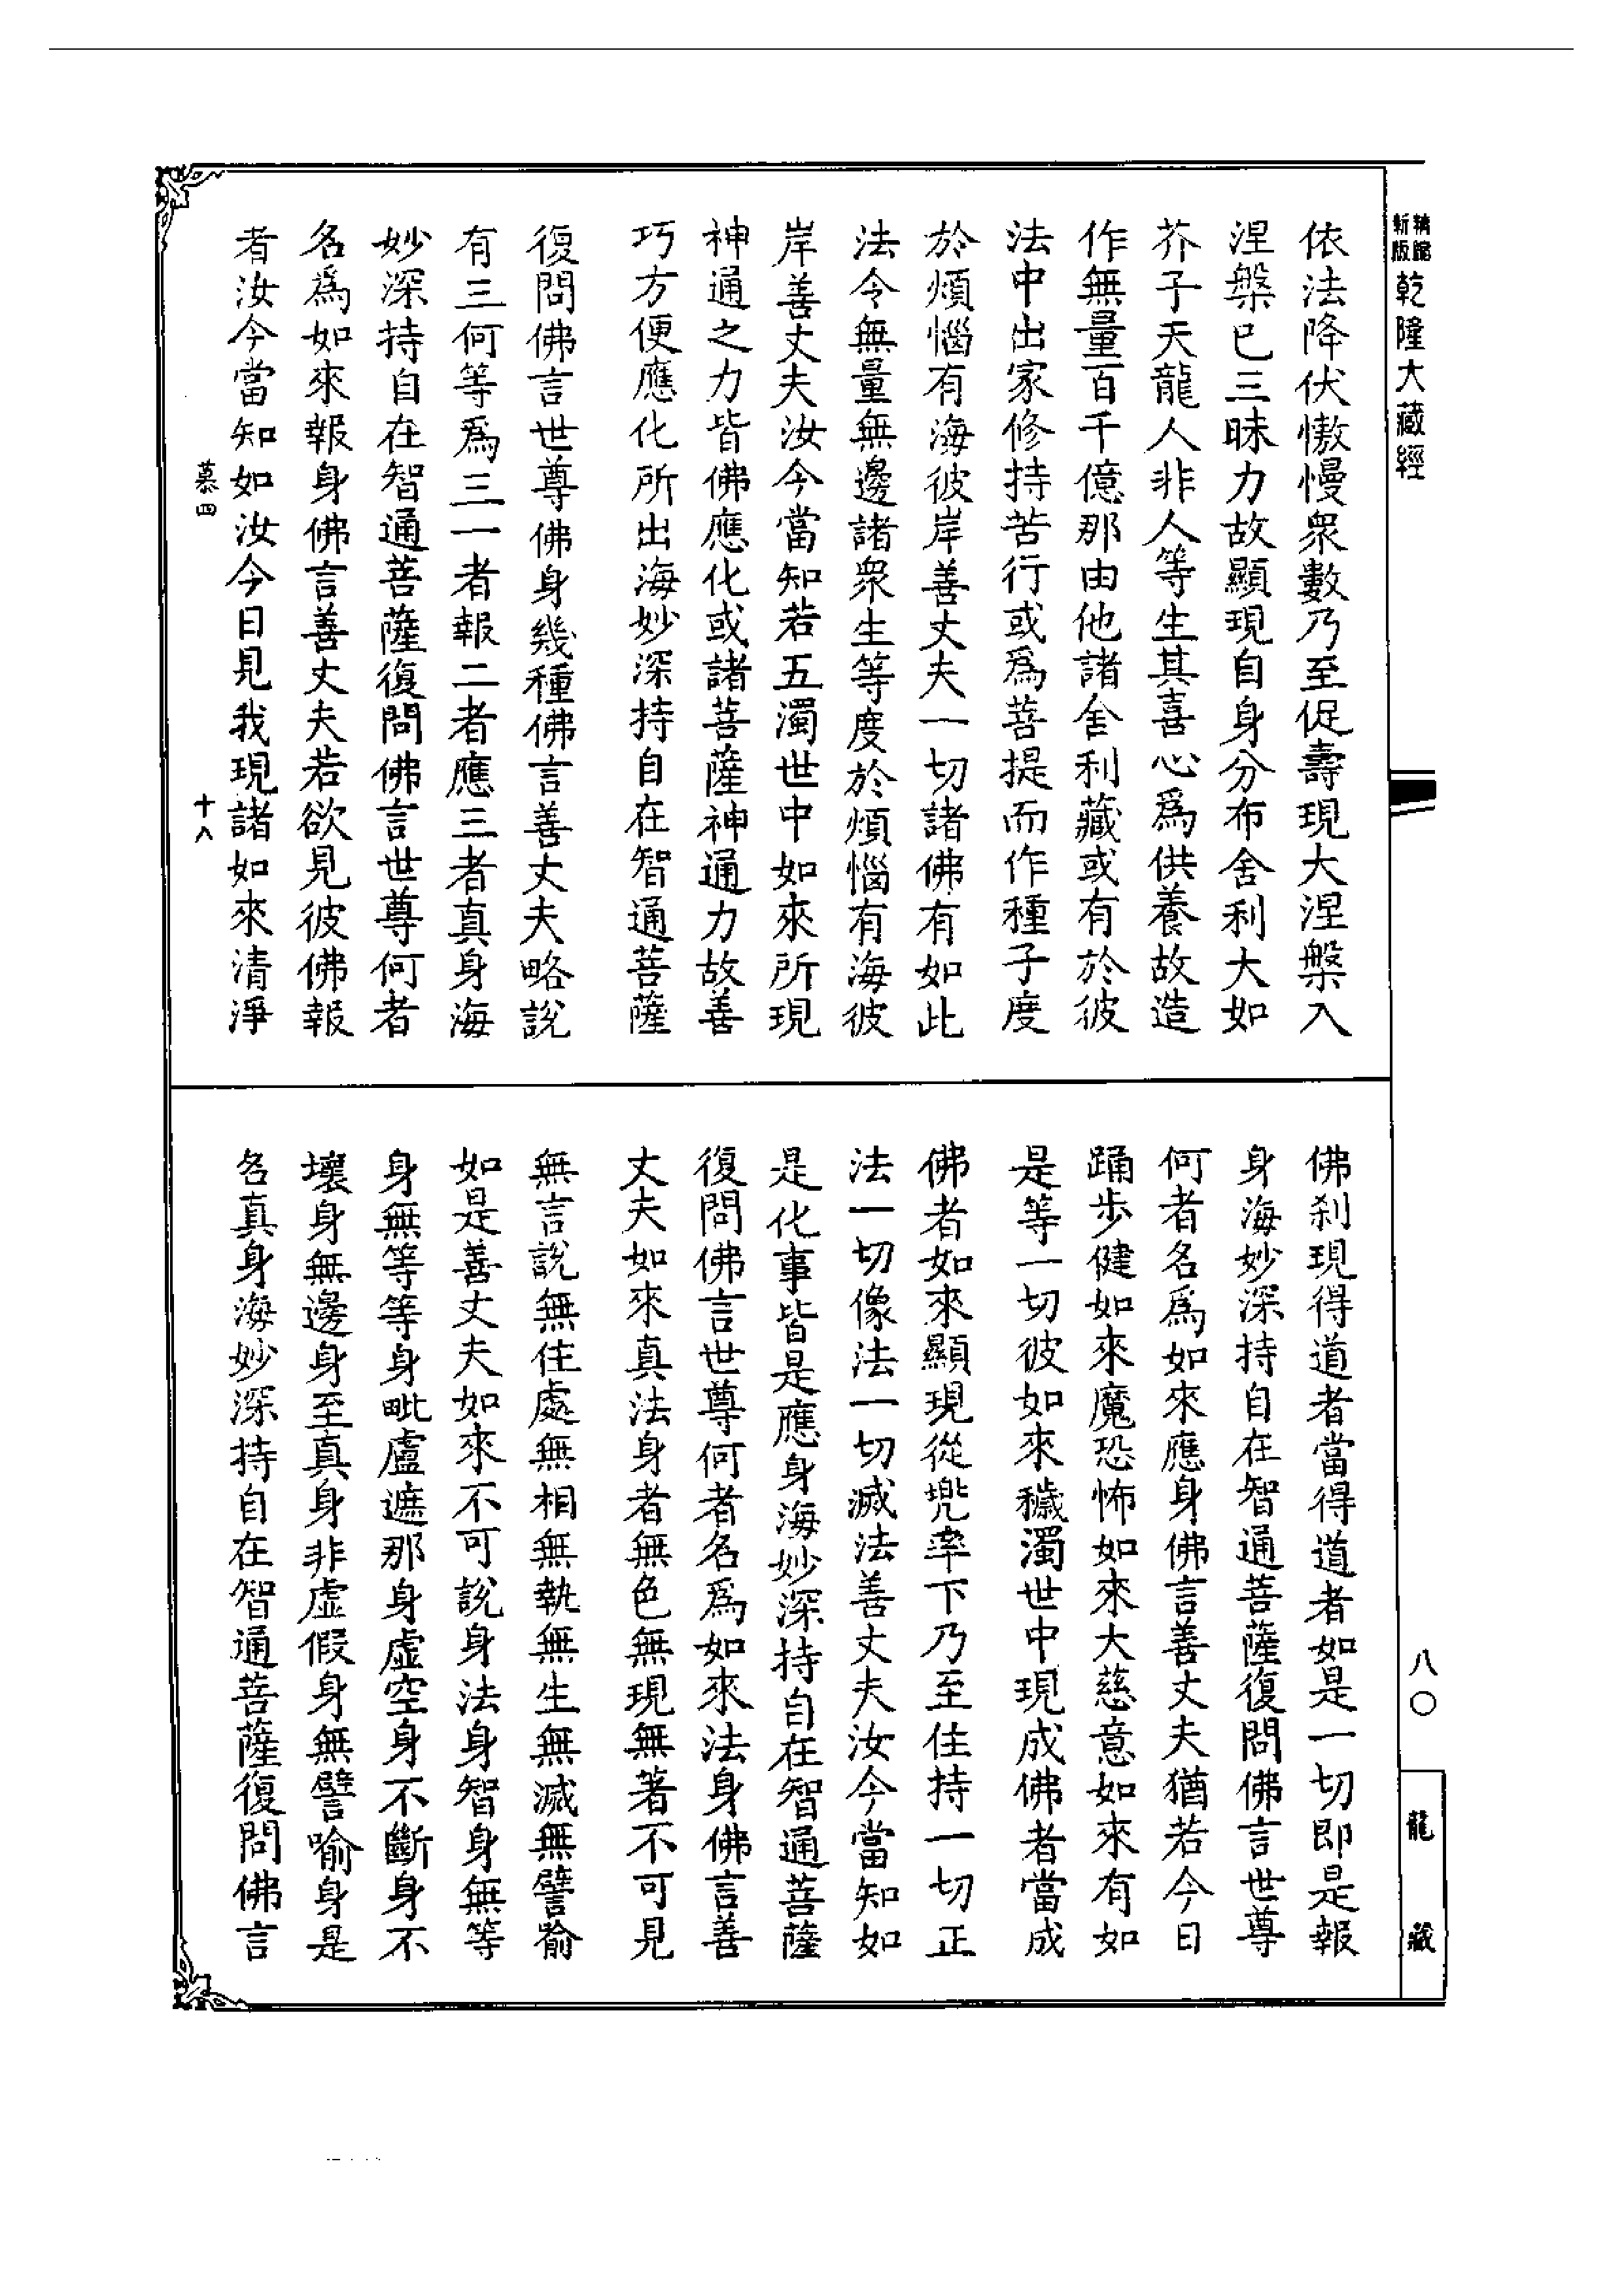 乾隆大藏經
新版
依法降伏憿慢衆數乃至促壽現大涅槃入
涅槃已三昧力故顯現自身分布舍利大如
芥子天龍人非人等生其喜心爲供養故造
作無量百千億那由他諸舍利藏或有於彼
法中出家修持苦行或爲菩提而作種子度
於煩惱有海彼岸善丈夫一切諸佛有如此
法令無量無邊諸衆生等度於煩惱有海彼
岸善丈夫汝今當知若五濁世中如來所現
神通之力皆佛應化或諸菩薩神通力故善
巧方便應化所出海妙深持自在智通菩薩
復問佛言世尊佛身幾種佛言善丈夫略説
有三何等爲三一者報二者應三者真身海
妙深持自在智通菩薩復問佛言世尊何者
名爲如來報身佛言善丈夫若欲見彼佛報
者汝今當知如汝今日見我現諸如來清淨
慕四
十八
佛刹現得道者當得道者如是一切即是報
身海妙深持自在智通菩薩復問佛言世尊
何者名爲如來應身佛言善丈夫猶若今日
踊步健如來魔恐怖如來大慈意如來有如
是等一切彼如來穢濁世中現成佛者當成
佛者如來顯現從兜率下乃至住持一切正
法一切像法一切滅法善丈夫汝今當知如
是化事皆是應身海妙深持自在智通菩薩
復問佛言世尊何者名爲如來法身佛言善
丈夫如來真法身者無色無現無著不可見
無言説無住處無相無執無生無滅無譬喻
如是善丈夫如來不可説身法身智身無等
身無等等身毗盧遮那身虛空身不斷身不
壞身無邊身至真身非虛假身無譬喻身是
名真身海妙深持自在智通菩薩復問佛言
八〇
龍藏